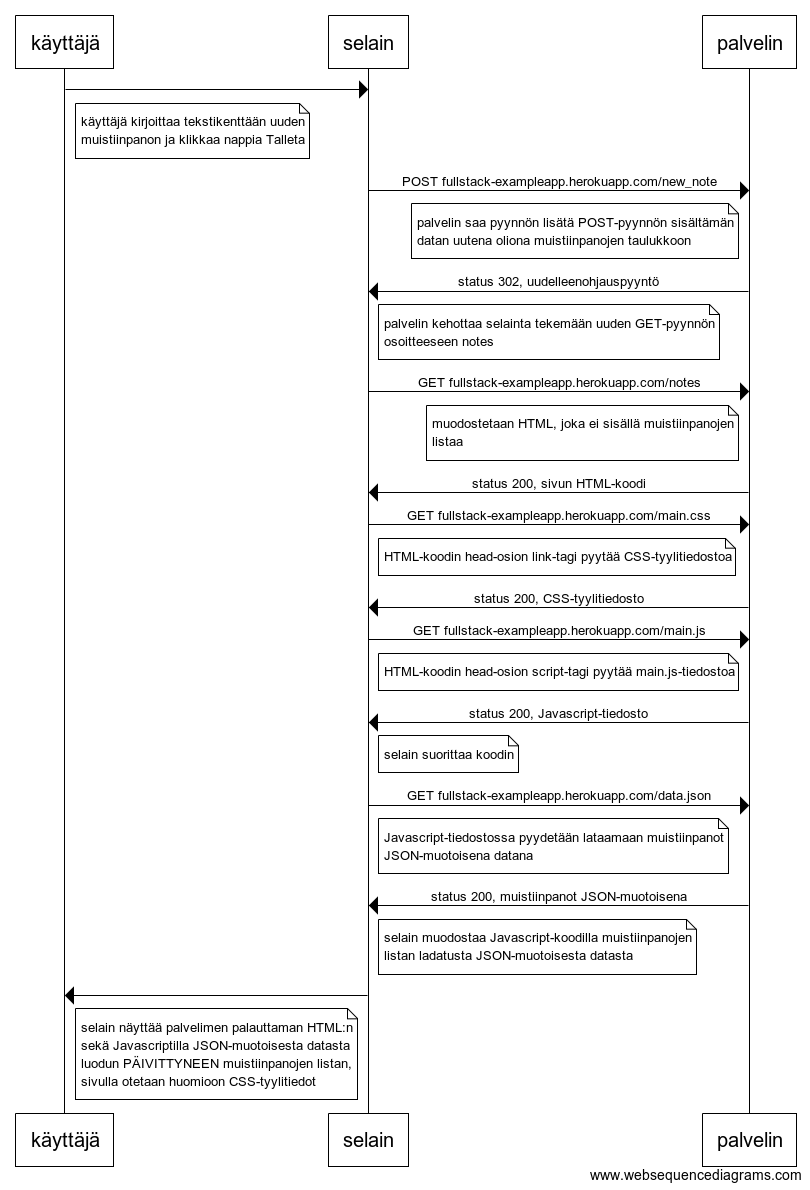 käyttäjä
selain
palvelin
käyttäjä kirjoittaa tekstikenttään uuden
muistiinpanon ja klikkaa nappia Talleta
POST fullstack-exampleapp.herokuapp.com/new_note
palvelin saa pyynnön lisätä POST-pyynnön sisältämän
datan uutena oliona muistiinpanojen taulukkoon
status 302, uudelleenohjauspyyntö
palvelin kehottaa selainta tekemään uuden GET-pyynnön
osoitteeseen notes
GET fullstack-exampleapp.herokuapp.com/notes
muodostetaan HTML, joka ei sisällä muistiinpanojen
listaa
status 200, sivun HTML-koodi
GET fullstack-exampleapp.herokuapp.com/main.css
HTML-koodin head-osion link-tagi pyytää CSS-tyylitiedostoa
status 200, CSS-tyylitiedosto
GET fullstack-exampleapp.herokuapp.com/main.js
HTML-koodin head-osion script-tagi pyytää main.js-tiedostoa
status 200, Javascript-tiedosto
selain suorittaa koodin
GET fullstack-exampleapp.herokuapp.com/data.json
Javascript-tiedostossa pyydetään lataamaan muistiinpanot
JSON-muotoisena datana
status 200, muistiinpanot JSON-muotoisena
selain muodostaa Javascript-koodilla muistiinpanojen
listan ladatusta JSON-muotoisesta datasta
selain näyttää palvelimen palauttaman HTML:n
sekä Javascriptilla JSON-muotoisesta datasta
luodun PÄIVITTYNEEN muistiinpanojen listan,
sivulla otetaan huomioon CSS-tyylitiedot
käyttäjä
selain
palvelin
www.websequencediagrams.com